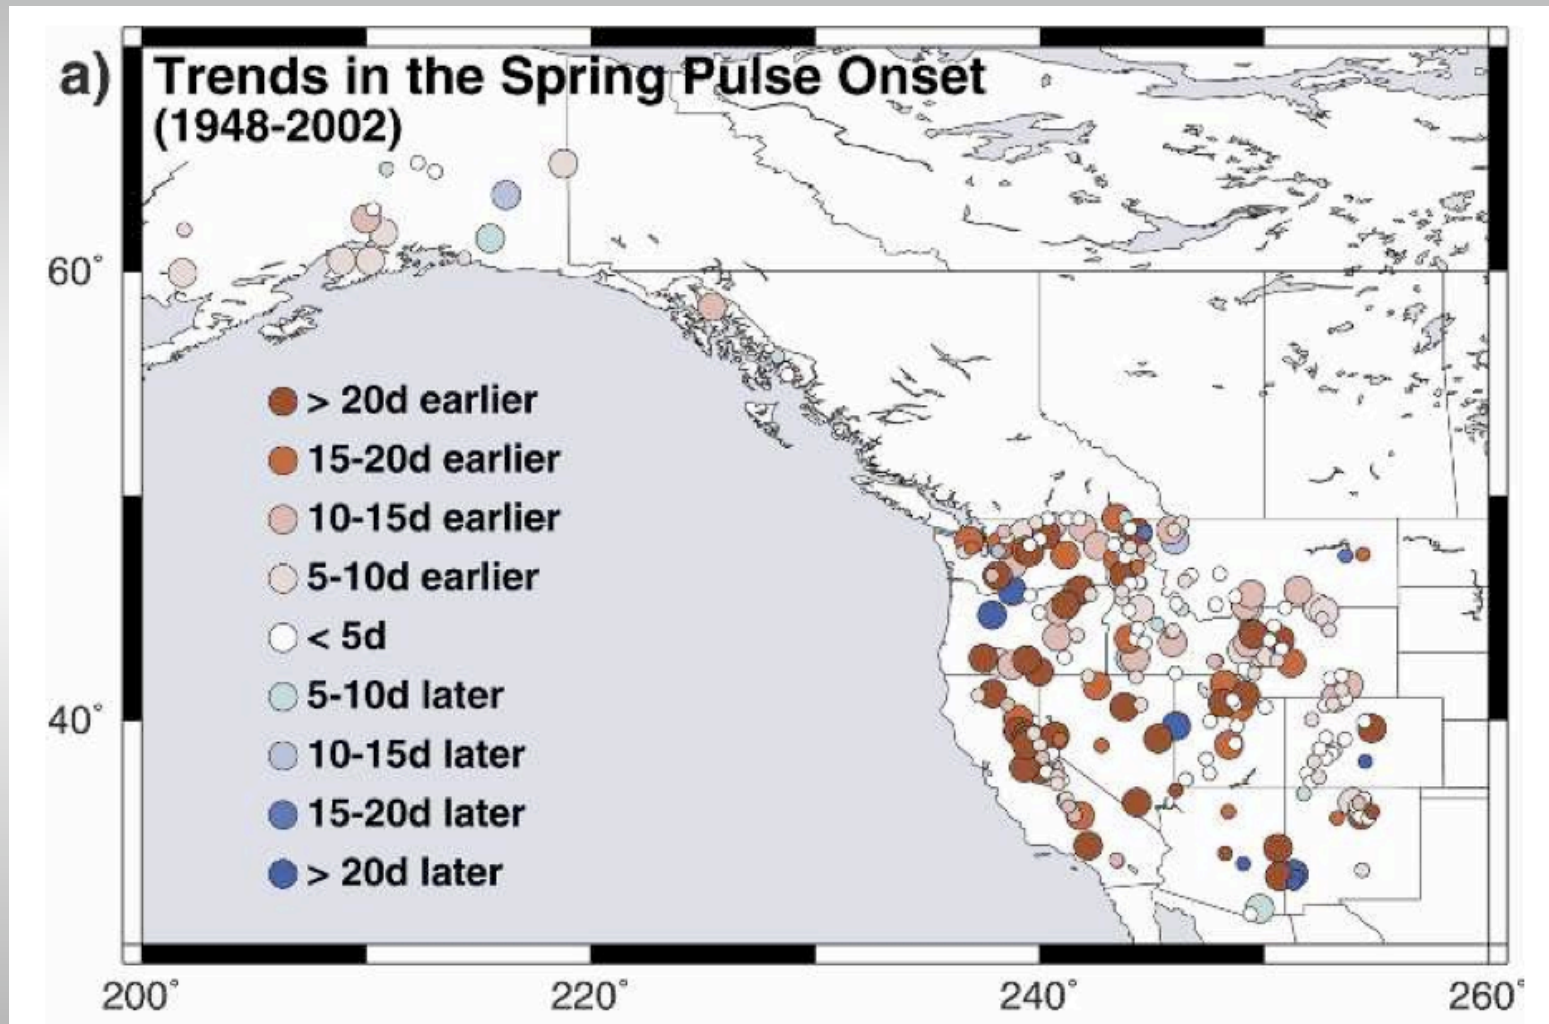 a) Trends in the Spring Pulse Onset
(1948-2002)
60°
> 20d earlier
15-20d earlier
10-15d earlier
5-10d earlier
< 5d
5-10d later
40°
10-15d later
15-20d later
> 20d later
200° 220° 240° 260°